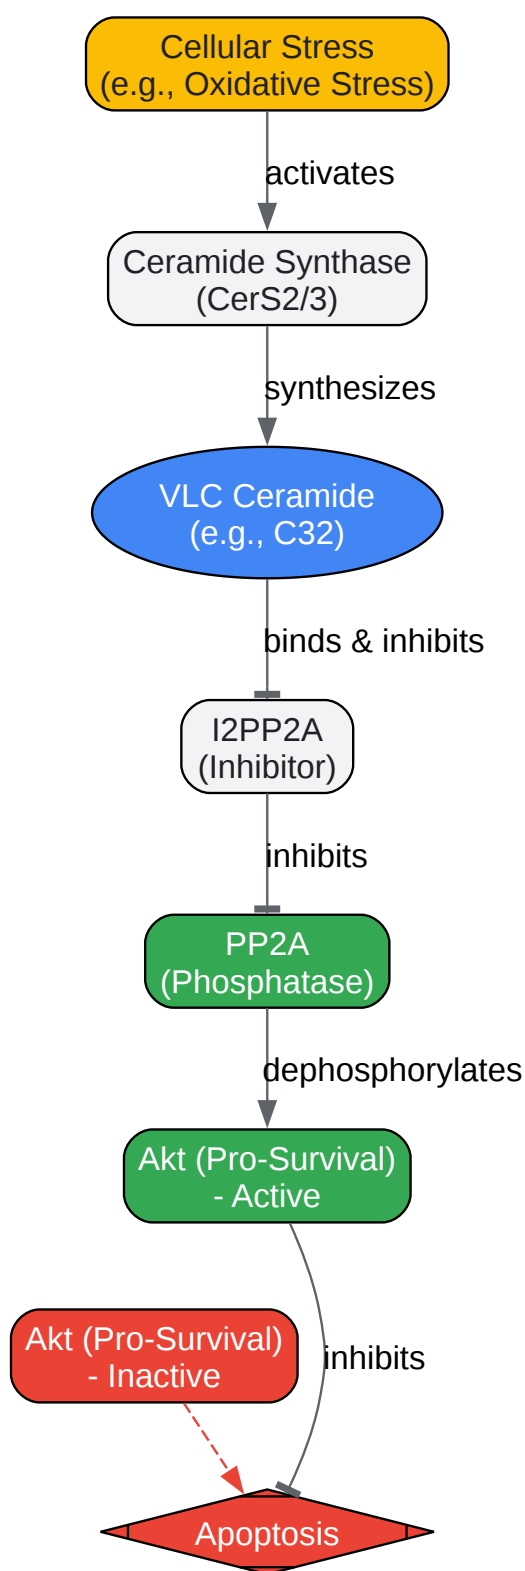 Cellular Stress
(e.g., Oxidative Stress)
activates
Ceramide Synthase
(CerS2/3)
synthesizes
VLC Ceramide
(e.g., C32)
binds & inhibits
I2PP2A
(Inhibitor)
inhibits
PP2A
(Phosphatase)
dephosphorylates
Akt (Pro-Survival)
- Active
Akt (Pro-Survival)
- Inactive
inhibits
Apoptosis